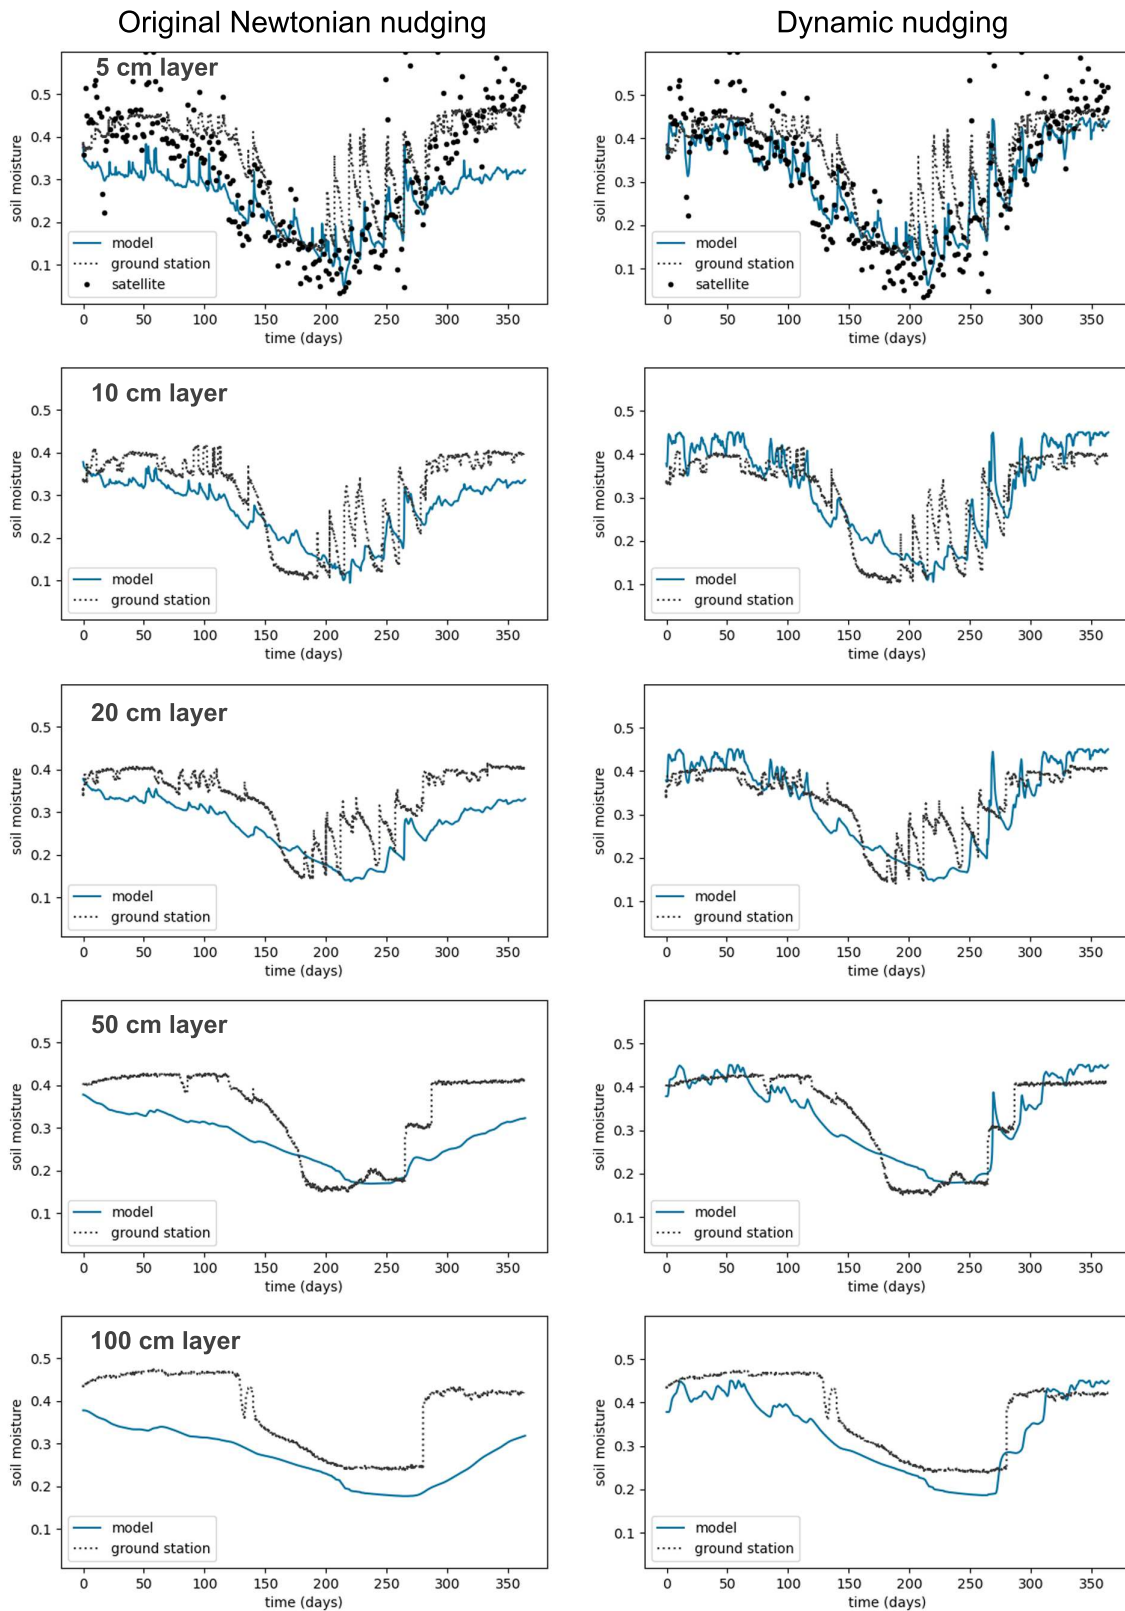 Original Newtonian nudging
Dynamic nudging
5 cm layer
0.5
0.4
0.3
0.2
0.1
soil moisture
model
ground station
satellite
0 50 100 150 200 250 300 350
time (days)
0.5
0.4
0.3
0.2
0.1
soil moisture
model
ground station
satellite
0 50 100 150 200 250 300 350
time (days)
10 cm layer
0.5
0.4
0.3
0.2
0.1
soil moisture
model
ground station
0 50 100 150 200 250 300 350
time (days)
0.5
0.4
0.3
0.2
0.1
soil moisture
model
ground station
0 50 100 150 200 250 300 350
time (days)
20 cm layer
0.5
0.4
0.3
0.2
0.1
soil moisture
model
ground station
0 50 100 150 200 250 300 350
time (days)
0.5
0.4
0.3
0.2
0.1
soil moisture
model
ground station
0 50 100 150 200 250 300 350
time (days)
50 cm layer
0.5
0.4
0.3
0.2
0.1
soil moisture
model
ground station
0 50 100 150 200 250 300 350
time (days)
0.5
0.4
0.3
0.2
0.1
soil moisture
model
ground station
0 50 100 150 200 250 300 350
time (days)
100 cm layer
0.5
0.4
0.3
0.2
0.1
soil moisture
model
ground station
0 50 100 150 200 250 300 350
time (days)
0.5
0.4
0.3
0.2
0.1
soil moisture
model
ground station
0 50 100 150 200 250 300 350
time (days)